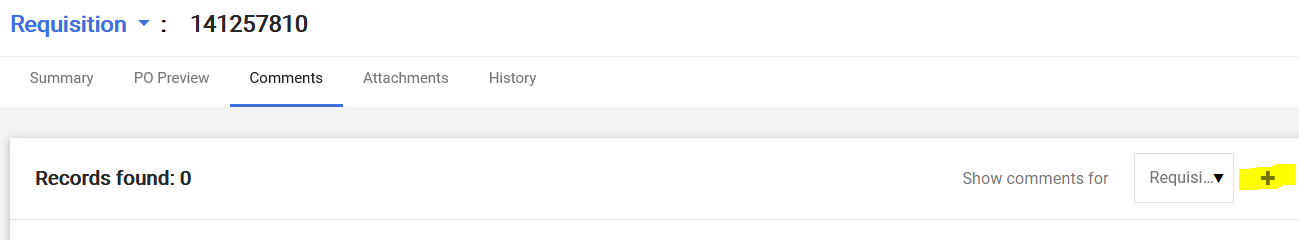 Requisition : 141257810
Summary PO Preview Comments Attachments History
Records found: 0 Show comments for Requisi... +